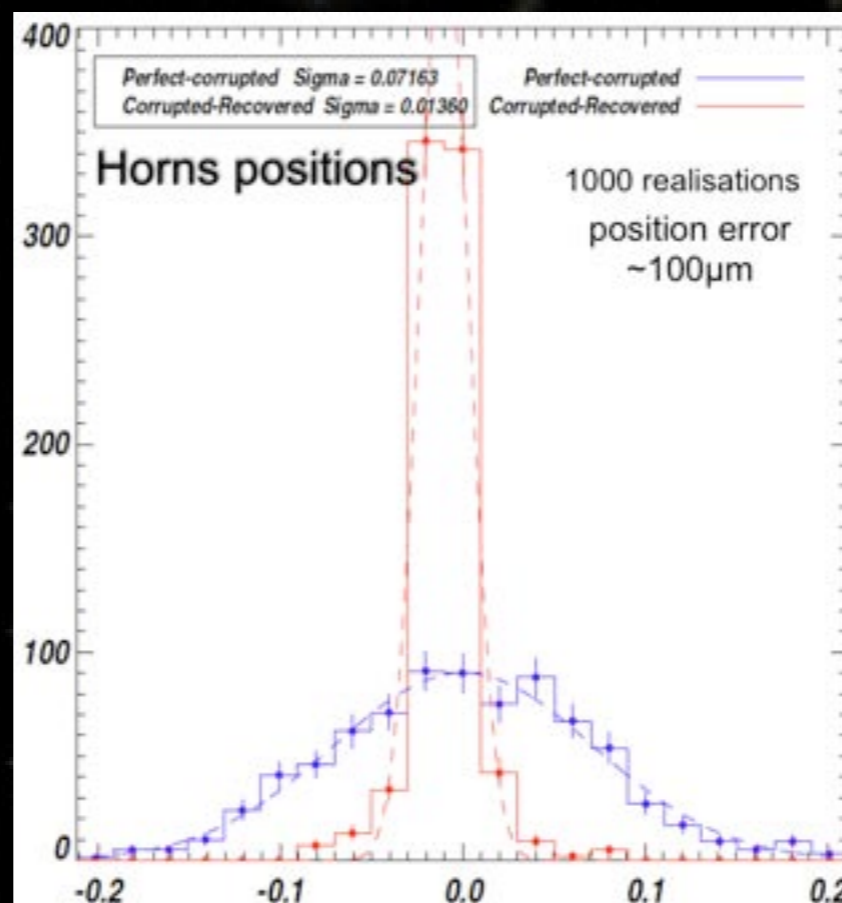 400
Perfect-corrupted Sigma = 0.07163
Corrupted-Recovered Sigma = 0.01360
Perfect-corrupted
Corrupted-Recovered
Horns positions
1000 realisations
position error
~100µm
300
200
100
0
-0.2 -0.1 0.0 0.1 0.2